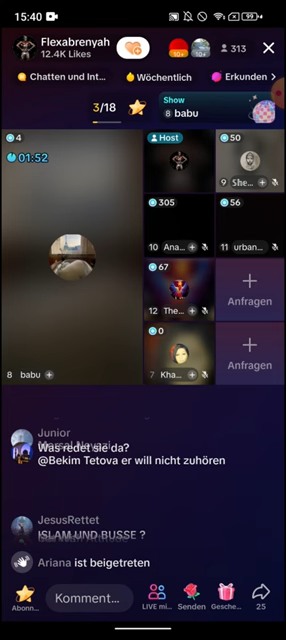 15:40
99
Flexabrenyah
12.4K Likes
10+
10+
313
Chatten und Int...
Wöchentlich
Erkunden
3/18
Show
8 babu
4
01:52
Host
50
9 She...
305
56
10 Ana...
11 urban...
67
Anfragen
12 The...
0
Anfragen
8 babu
7 Kha...
Junior
Was redet sie da?
@Bekim Tetova er will nicht zuhören
JesusRettet
ISLAM UND BUSSE ?
Ariana ist beigetreten
Komment...
Abonn...
LIVE mi...
Senden
Gesche...
25